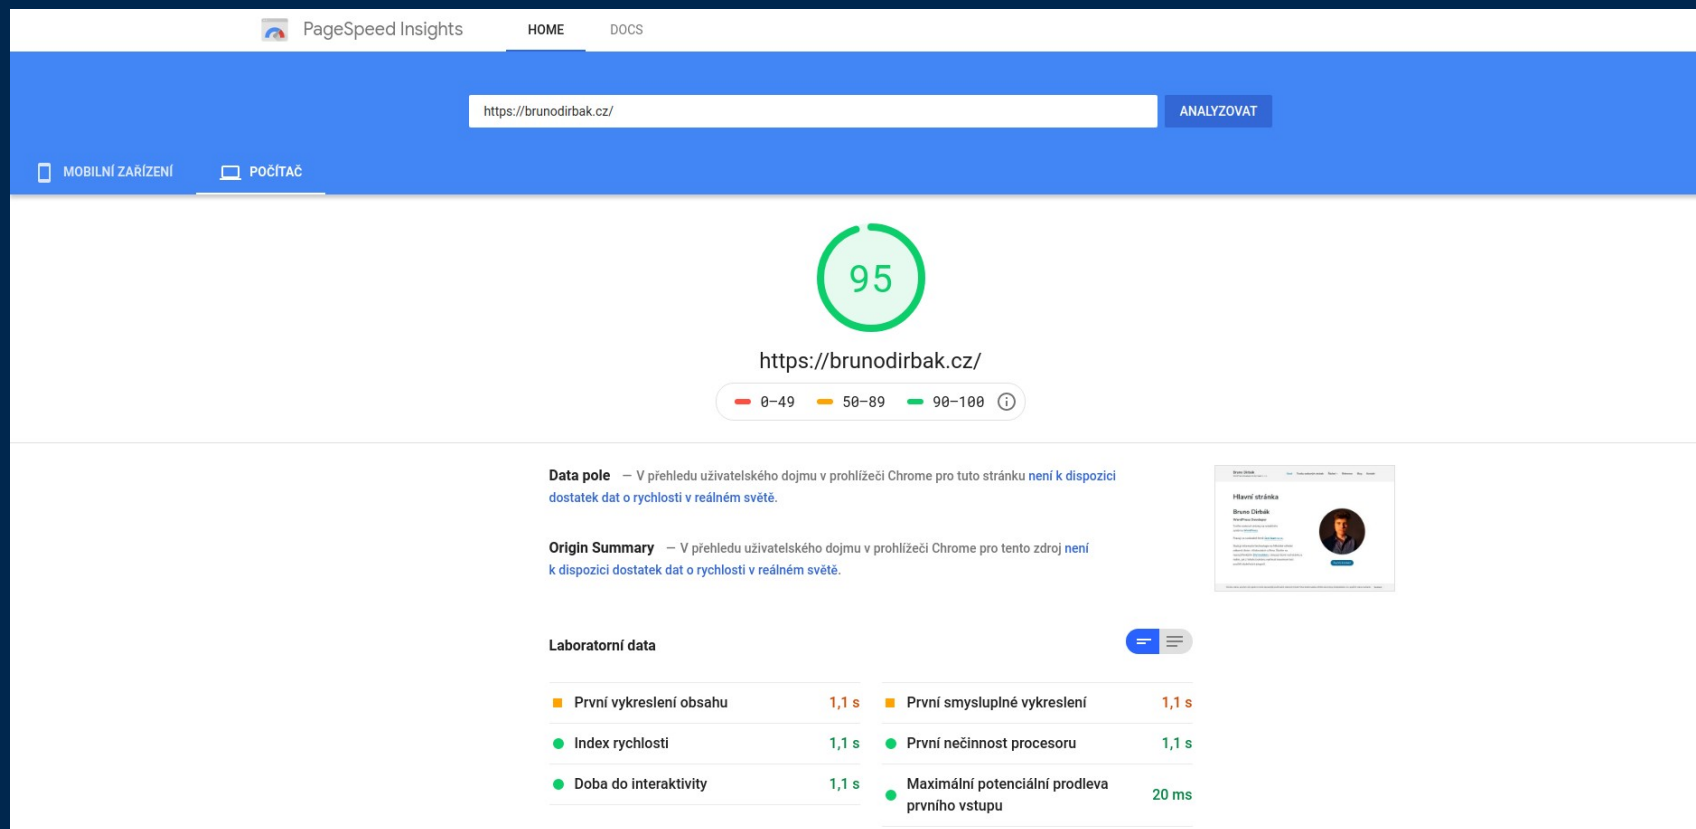 PageSpeed Insights
HOME
DOCS
https://brunodirbak.cz/
ANALYZOVAT
MOBILNÍ ZAŘÍZENÍ
POČÍTAČ
95
https://brunodirbak.cz/
0–49
50–89
90–100
Data pole — V přehledu uživatelského dojmu v prohlížeči Chrome pro tuto stránku není k dispozici
dostatek dat o rychlosti v reálném světě.
Hlavní stránka
Bruno Dirbák
Origin Summary — V přehledu uživatelského dojmu v prohlížeči Chrome pro tento zdroj není
k dispozici dostatek dat o rychlosti v reálném světě.
Laboratorní data
První vykreslení obsahu 1,1 s
První smysluplné vykreslení 1,1 s
Index rychlosti 1,1 s
První nečinnost procesoru 1,1 s
Doba do interaktivity 1,1 s
Maximální potenciální prodleva
prvního vstupu 20 ms